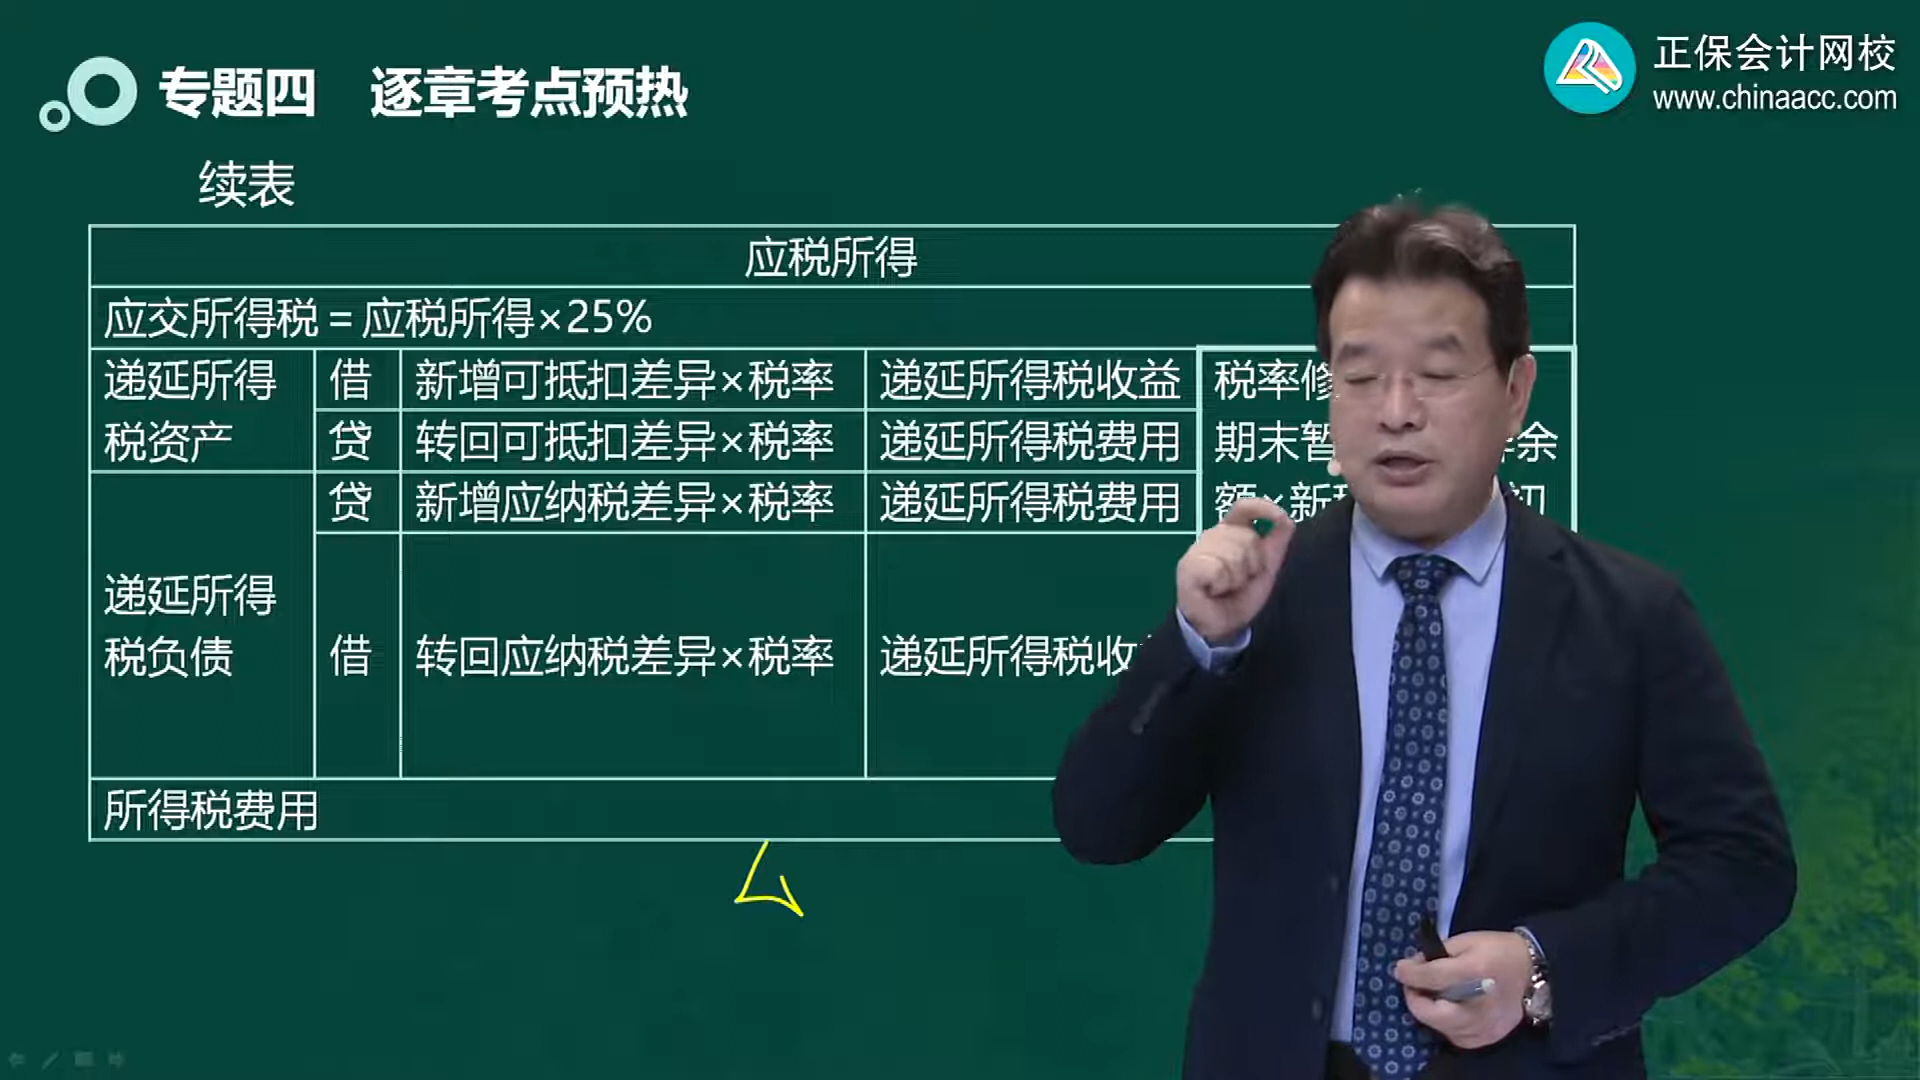 专题四 逐章考点预热
正保会计网校
www.chinaacc.com
续表
应税所得
应交所得税=应税所得×25%
递延所得
税资产
借
新增可抵扣差异×税率
递延所得税收益
贷
转回可抵扣差异×税率
递延所得税费用
递延所得
税负债
贷
新增应纳税差异×税率
递延所得税费用
借
转回应纳税差异×税率
递延所得税收
税率修
期末暂 余
额×新 初
所得税费用